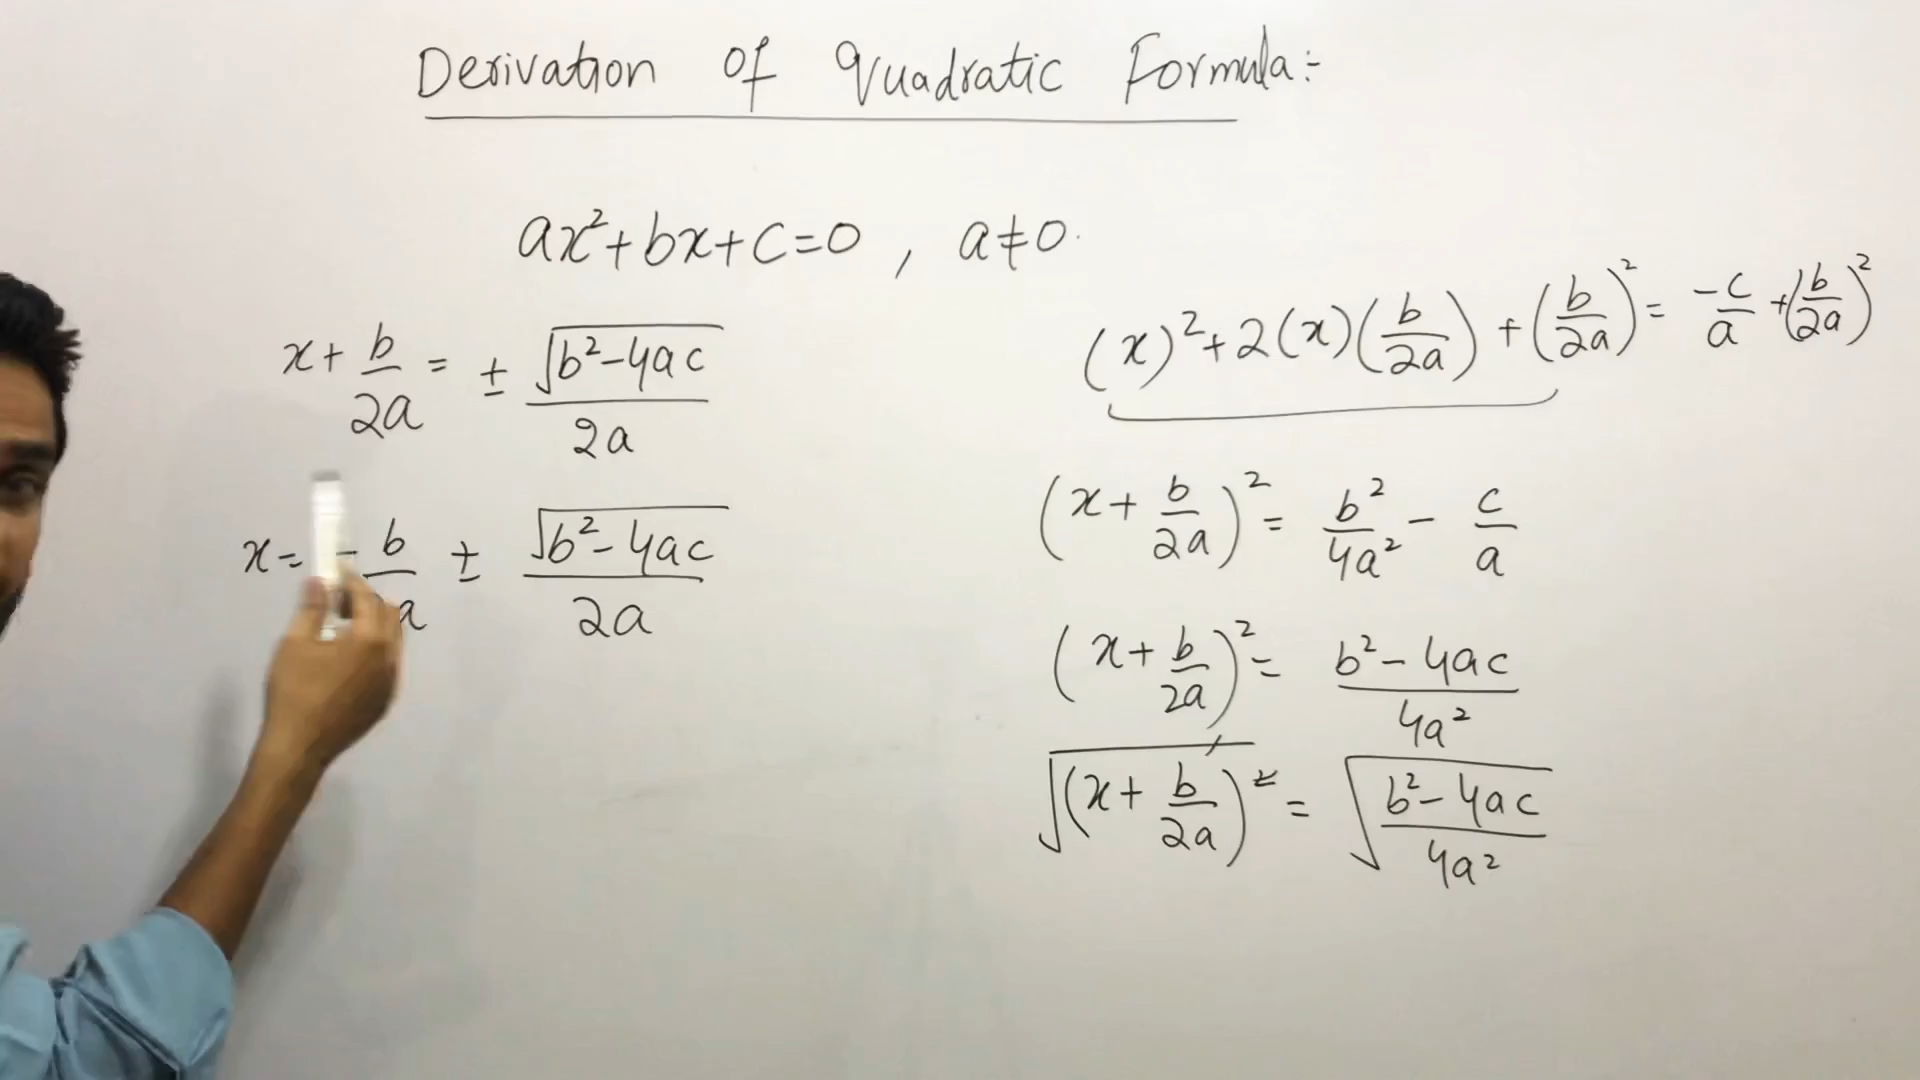 Derivation of Quadratic Formula:-
ax²+bx+c=0 , a≠0.
x + b/2a = ± √(b²-4ac)/2a
x = - b/a ± √(b²-4ac)/2a
(x)² + 2(x)(b/2a) + (b/2a)² = -c/a + (b/2a)²
(x + b/2a)² = b²/4a² - c/a
(x + b/2a)² = (b²-4ac)/4a²
√(x + b/2a)² = √((b²-4ac)/4a²)